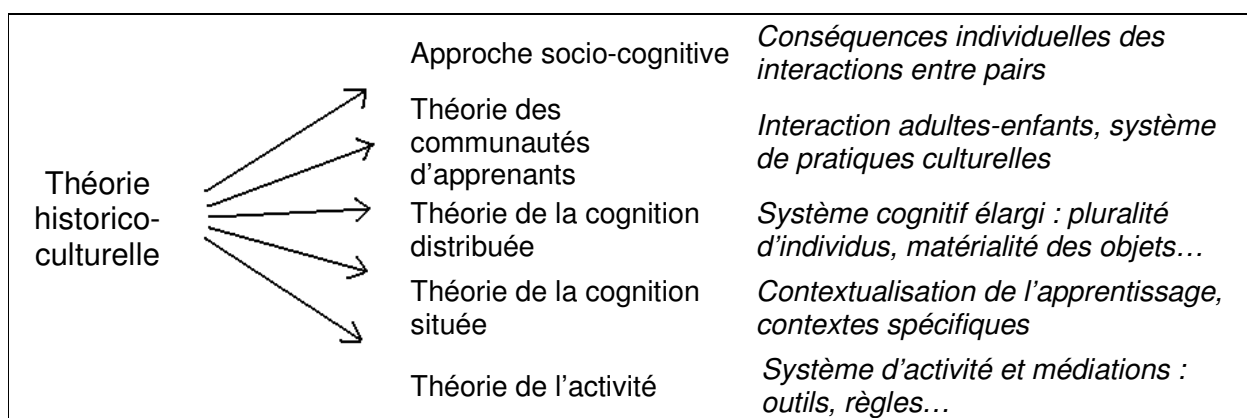 Théorie
historico-
culturelle
Approche socio-cognitive
Conséquences individuelles des
interactions entre pairs
Théorie des
communautés
d’apprenants
Interaction adultes-enfants, système
de pratiques culturelles
Théorie de la cognition
distribuée
Système cognitif élargi : pluralité
d’individus, matérialité des objets…
Théorie de la cognition
située
Contextualisation de l’apprentissage,
contextes spécifiques
Théorie de l’activité
Système d’activité et médiations :
outils, règles…